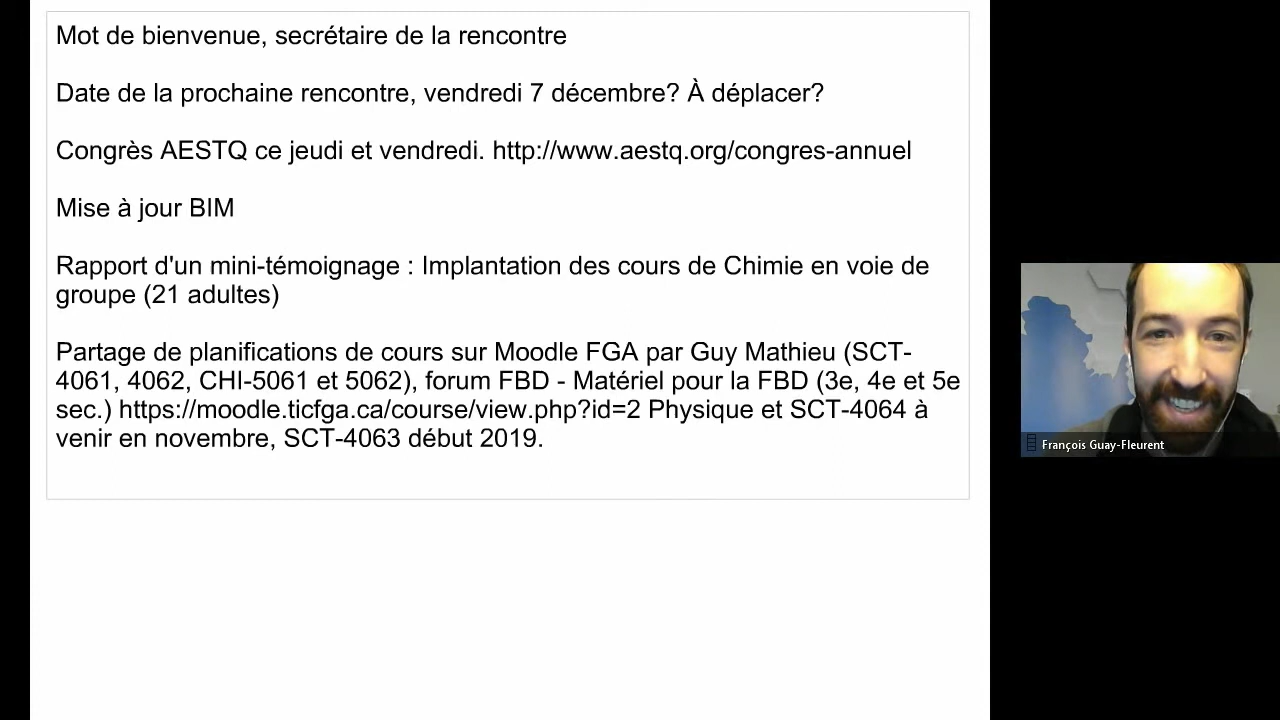 Mot de bienvenue, secrétaire de la rencontre
Date de la prochaine rencontre, vendredi 7 décembre? À déplacer?
Congrès AESTQ ce jeudi et vendredi. http://www.aestq.org/congres-annuel
Mise à jour BIM
Rapport d'un mini-témoignage : Implantation des cours de Chimie en voie de
groupe (21 adultes)
Partage de planifications de cours sur Moodle FGA par Guy Mathieu (SCT-
4061, 4062, CHI-5061 et 5062), forum FBD - Matériel pour la FBD (3e, 4e et 5e
sec.) https://moodle.ticfga.ca/course/view.php?id=2 Physique et SCT-4064 à
venir en novembre, SCT-4063 début 2019.
François Guay-Fleurent